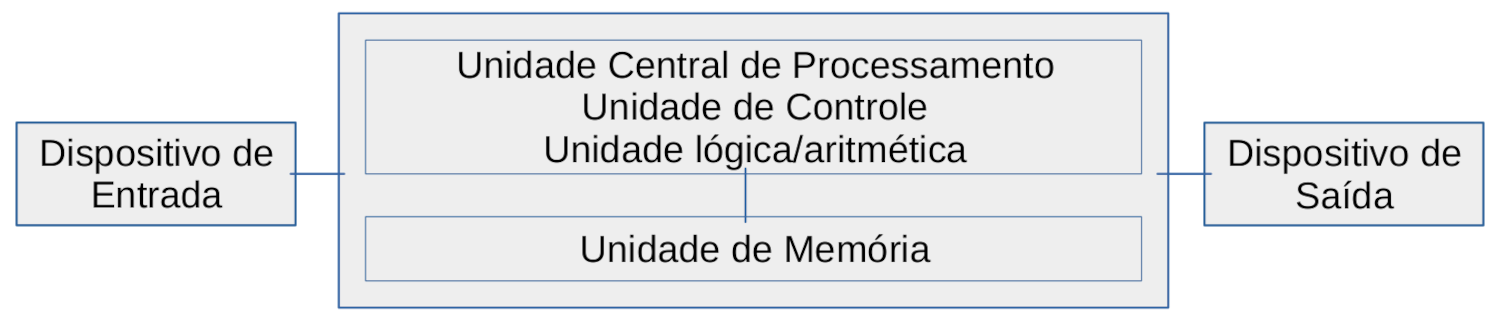 Dispositivo de
Entrada
Unidade Central de Processamento
Unidade de Controle
Unidade lógica/aritmética
Unidade de Memória
Dispositivo de
Saída